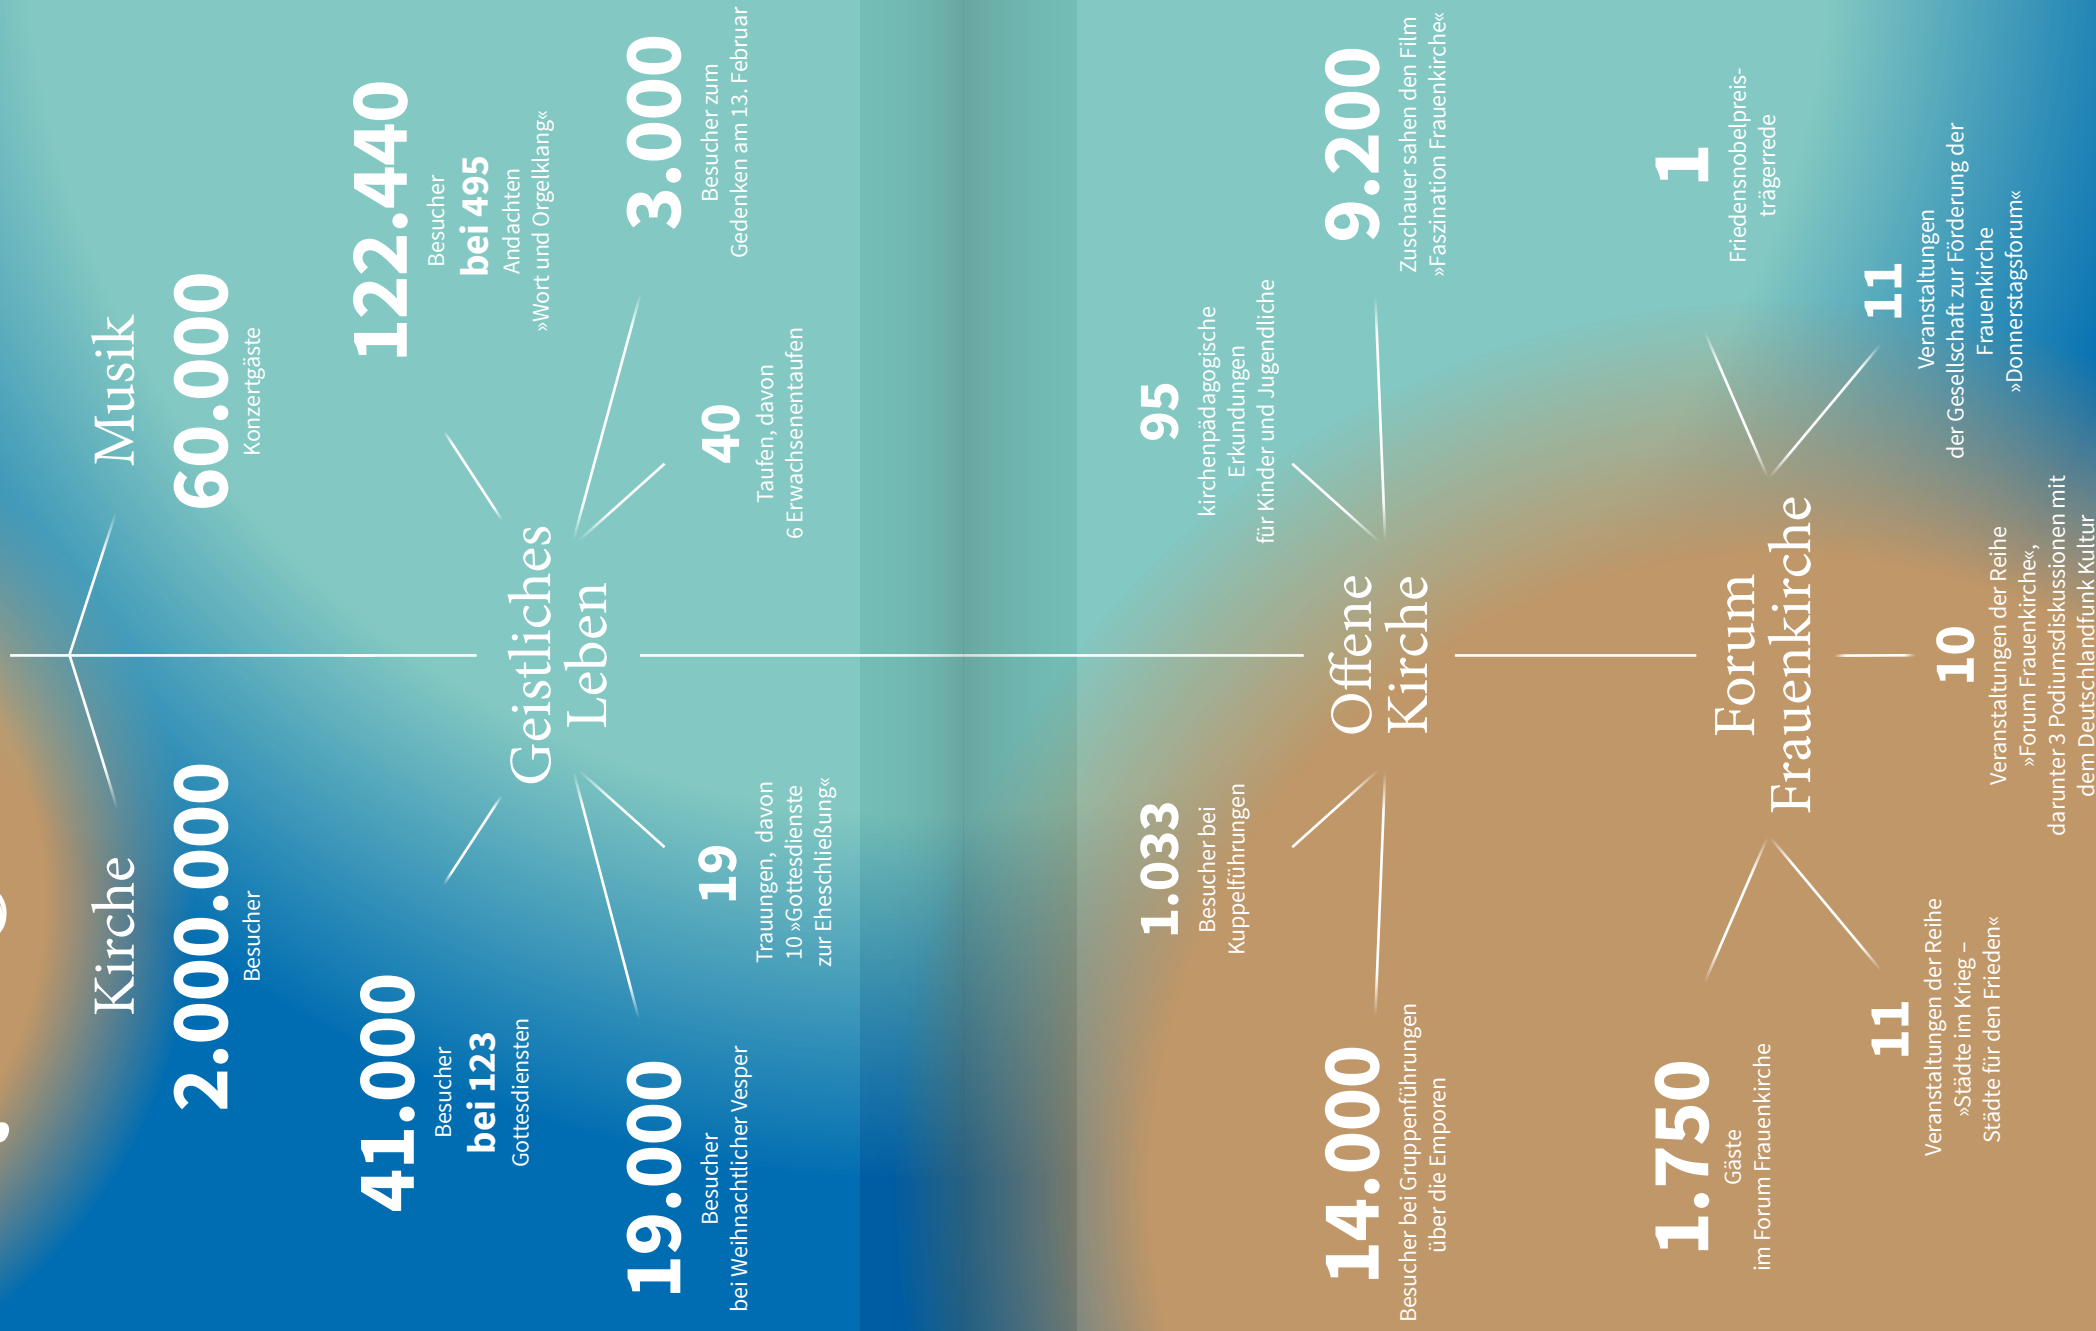 Kirche
2.000.000
Besucher
Musik
60.000
Konzertgäste
Geistliches
Leben
41.000
Besucher
bei 123
Gottesdiensten
122.440
Besucher
bei 495
Andachten
»Wort und Orgelklang«
19.000
Besucher
bei Weihnachtlicher Vesper
19
Trauungen, davon
10 »Gottesdienste
zur Eheschließung«
40
Taufen, davon
6 Erwachsenentaufen
3.000
Besucher zum
Gedenken am 13. Februar
Offene
Kirche
1.033
Besucher bei
Kuppelführungen
95
kirchenpädagogische
Erkundungen
für Kinder und Jugendliche
14.000
Besucher bei Gruppenführungen
über die Emporen
9.200
Zuschauer sahen den Film
»Faszination Frauenkirche«
Forum
Frauenkirche
1.750
Gäste
im Forum Frauenkirche
1
Friedensnobelpreis-
trägerrede
11
Veranstaltungen der Reihe
»Städte im Krieg –
Städte für den Frieden«
10
Veranstaltungen der Reihe
»Forum Frauenkirche«,
darunter 3 Podiumsdiskussionen mit
dem Deutschlandfunk Kultur
11
Veranstaltungen
der Gesellschaft zur Förderung der
Frauenkirche
»Donnerstagsforum«